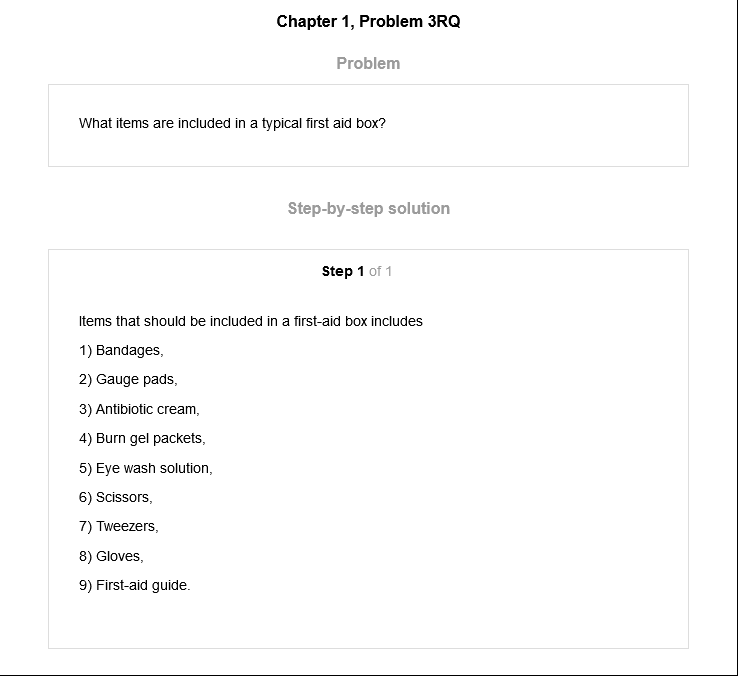 Chapter 1, Problem 3RQ
Problem
What items are included in a typical first aid box?
Step-by-step solution
Step 1 of 1
Items that should be included in a first-aid box includes
1) Bandages,
2) Gauge pads,
3) Antibiotic cream,
4) Burn gel packets,
5) Eye wash solution,
6) Scissors,
7) Tweezers,
8) Gloves,
9) First-aid guide.